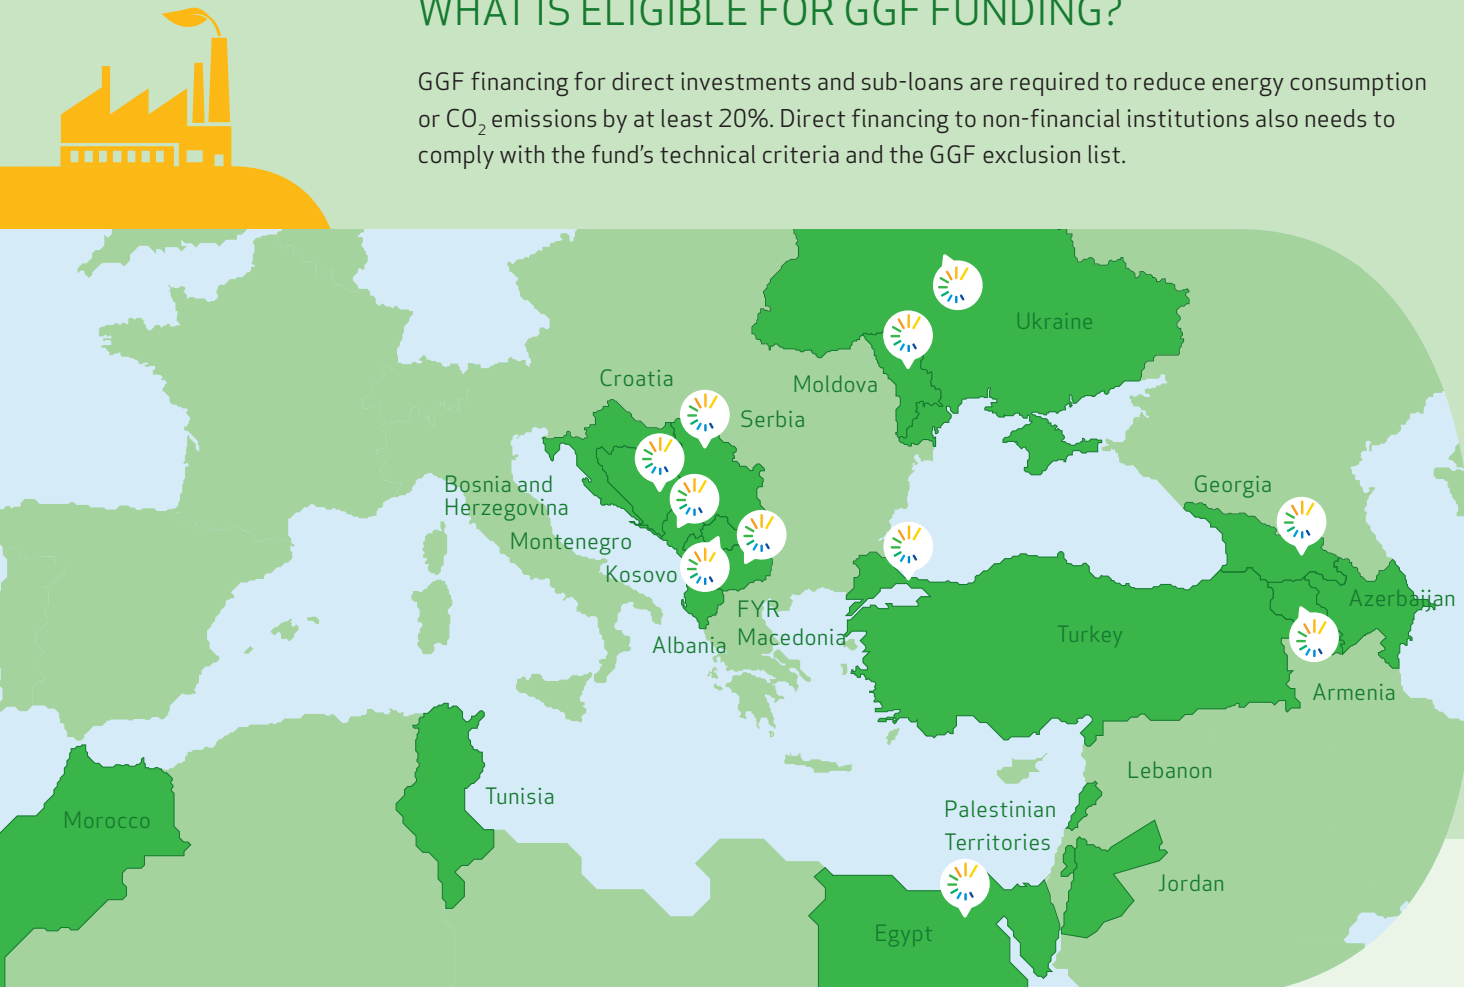 WHAT IS ELIGIBLE FOR GGF FUNDING?
GGF financing for direct investments and sub-loans are required to reduce energy consumption
or CO₂ emissions by at least 20%. Direct financing to non-financial institutions also needs to
comply with the fund’s technical criteria and the GGF exclusion list.
Ukraine
Croatia
Moldova
Serbia
Bosnia and
Herzegovina
Georgia
Montenegro
Kosovo
Azerbaijan
FYR
Macedonia
Albania
Turkey
Armenia
Lebanon
Tunisia
Palestinian
Territories
Morocco
Jordan
Egypt